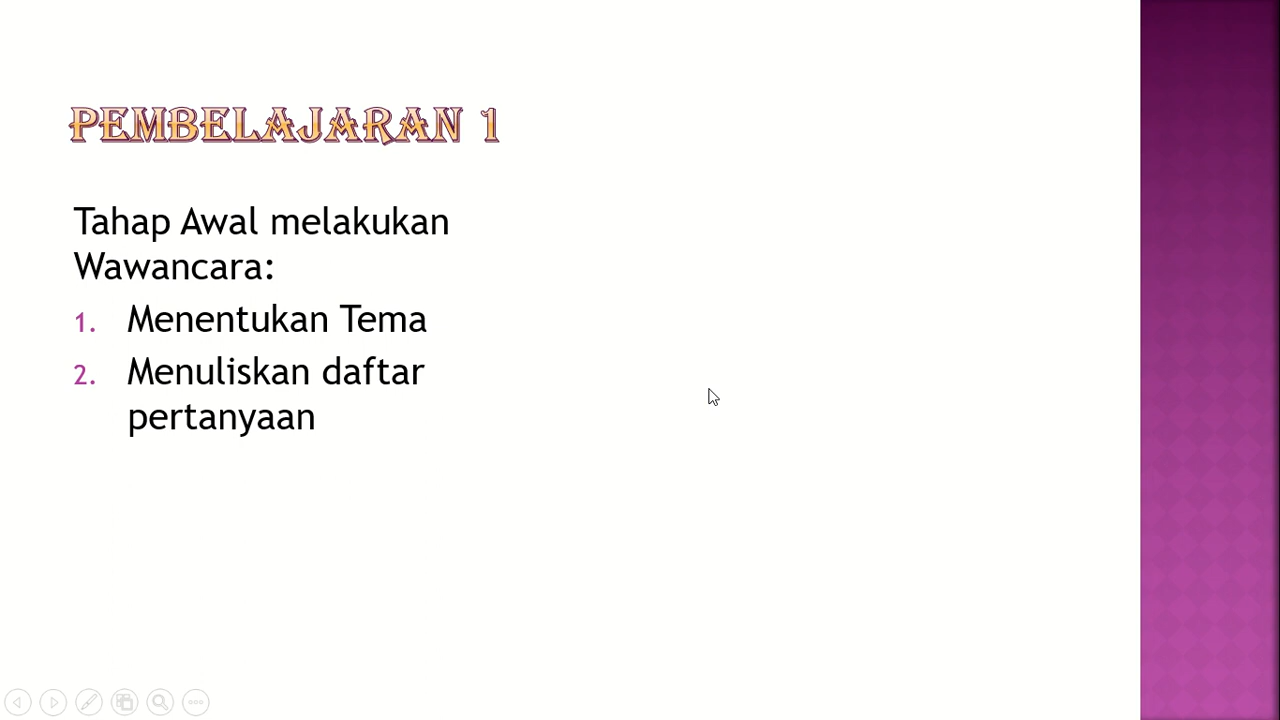 PEMBELAJARAN 1
Tahap Awal melakukan
Wawancara:
1. Menentukan Tema
2. Menuliskan daftar
pertanyaan